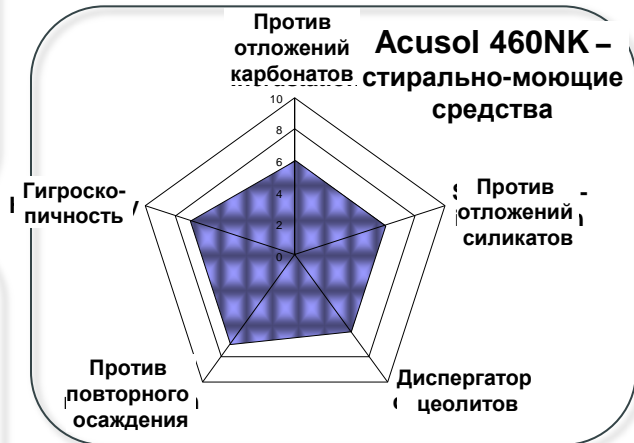 Против
отложений
карбонатов
Acusol 460NK –
стирально-моющие
средства
10
8
6
4
2
0
Гигроско-
пичность
Против
отложений
силикатов
Против
повторного
осаждения
Диспергатор
цеолитов